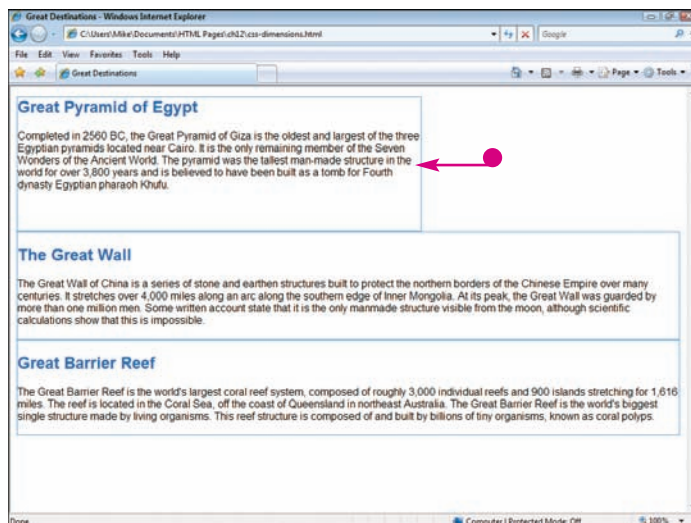 Great Destinations - Windows Internet Explorer
C:\Users\Mike\Documents\HTML Pages\ch12\css-dimensions.html
Google
File Edit View Favorites Tools Help
Great Destinations
Page Tools
Great Pyramid of Egypt
Completed in 2560 BC, the Great Pyramid of Giza is the oldest and largest of the three
Egyptian pyramids located near Cairo. It is the only remaining member of the Seven
Wonders of the Ancient World. The pyramid was the tallest man-made structure in the
world for over 3,800 years and is believed to have been built as a tomb for Fourth
dynasty Egyptian pharaoh Khufu.
The Great Wall
The Great Wall of China is a series of stone and earthen structures built to protect the northern borders of the Chinese Empire over many
centuries. It stretches over 4,000 miles along an arc along the southern edge of Inner Mongolia. At its peak, the Great Wall was guarded by
more than one million men. Some written account state that it is the only manmade structure visible from the moon, although scientific
calculations show that this is impossible.
Great Barrier Reef
The Great Barrier Reef is the world's largest coral reef system, composed of roughly 3,000 individual reefs and 900 islands stretching for 1,616
miles. The reef is located in the Coral Sea, off the coast of Queensland in northeast Australia. The Great Barrier Reef is the world's biggest
single structure made by living organisms. This reef structure is composed of and built by billions of tiny organisms, known as coral polyps.
Done
Computer | Protected Mode: Off
100%